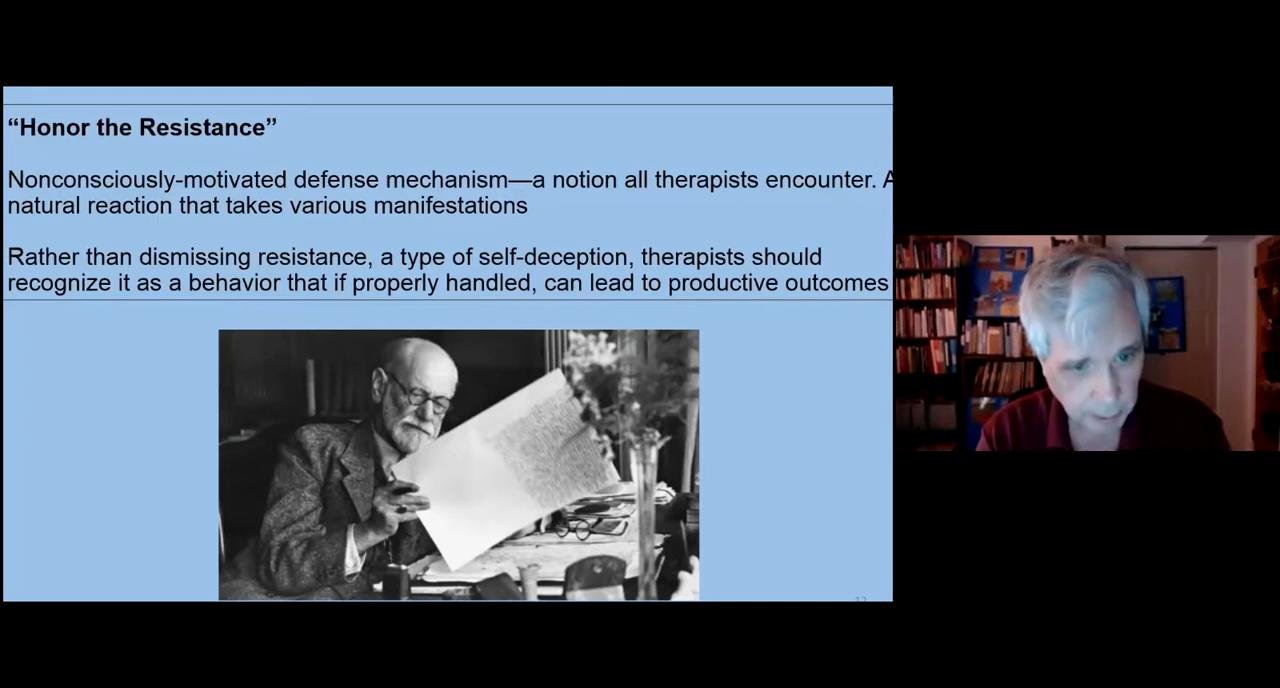 “Honor the Resistance”
Nonconsciously-motivated defense mechanism—a notion all therapists encounter. A
natural reaction that takes various manifestations
Rather than dismissing resistance, a type of self-deception, therapists should
recognize it as a behavior that if properly handled, can lead to productive outcomes